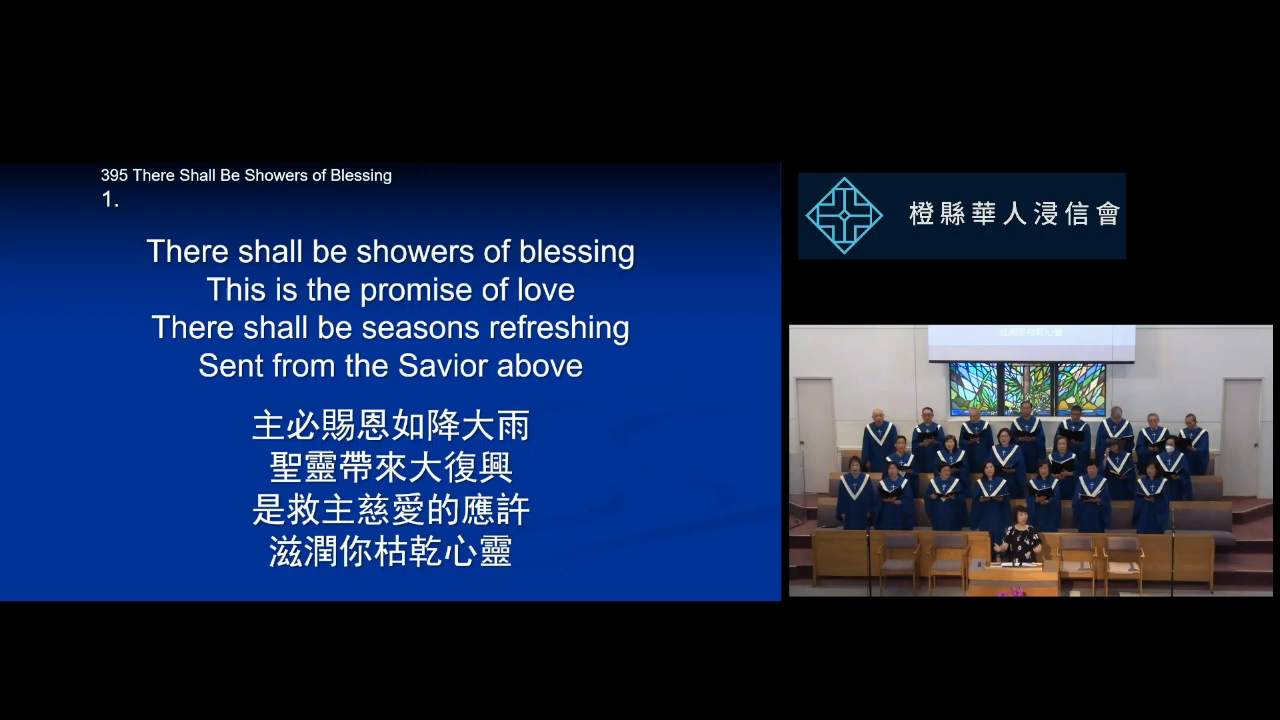 395 There Shall Be Showers of Blessing
1.
There shall be showers of blessing
This is the promise of love
There shall be seasons refreshing
Sent from the Savior above
主必賜恩如降大雨
聖靈帶來大復興
是救主慈愛的應許
滋潤你枯乾心靈
橙縣華人浸信會